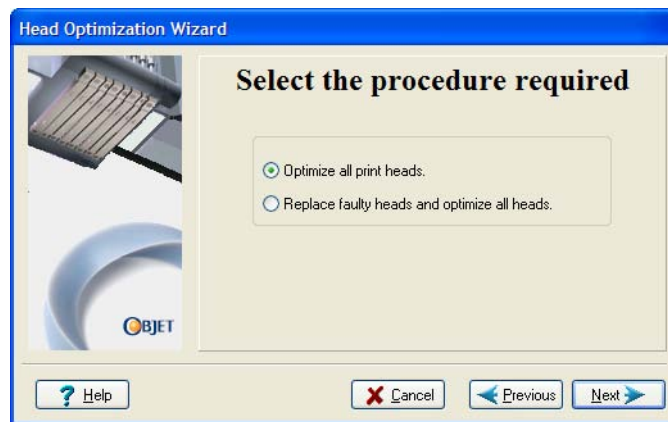 Head Optimization Wizard
Select the procedure required
Optimize all print heads.
Replace faulty heads and optimize all heads.
OBJET
? Help
Cancel
Previous
Next